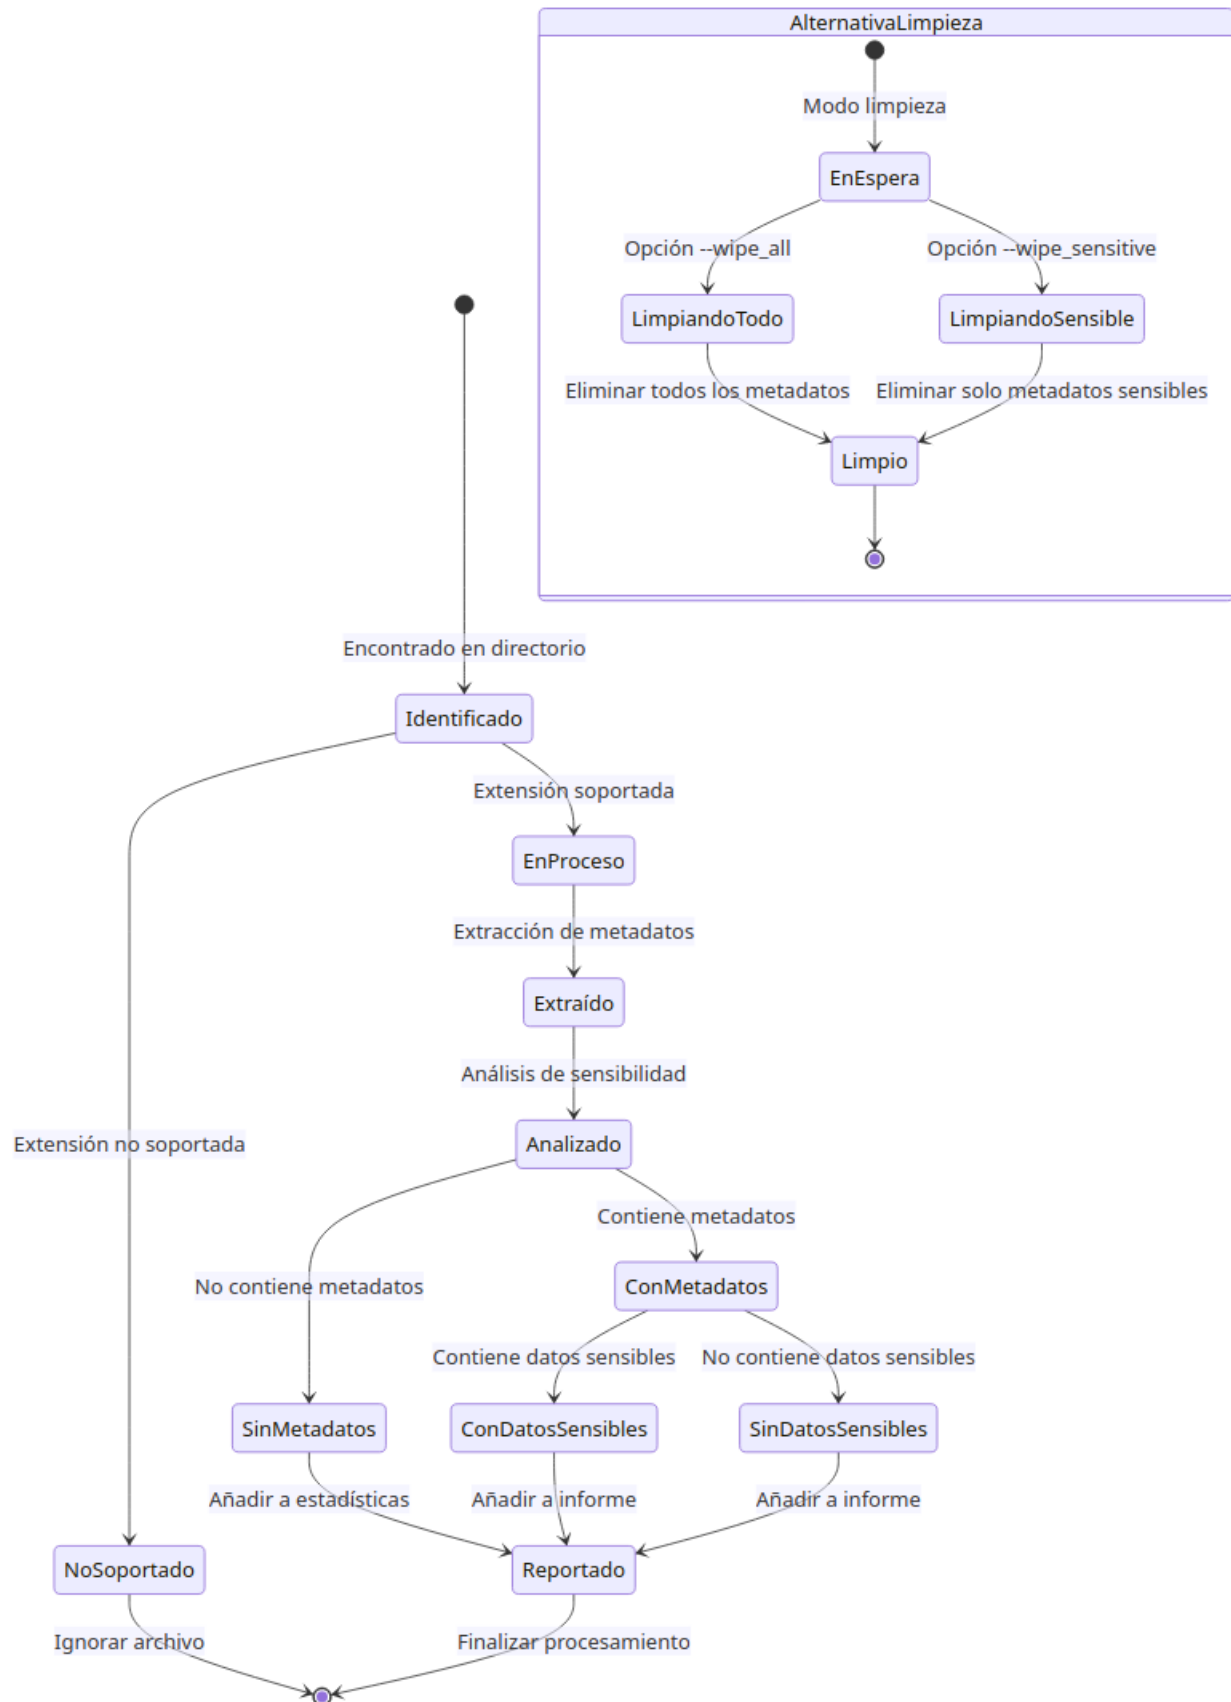 AlternativaLimpieza
Modo limpieza
EnEspera
Opción --wipe_all
Opción --wipe_sensitive
LimpiandoTodo
LimpiandoSensible
Eliminar todos los metadatos
Eliminar solo metadatos sensibles
Limpio
Encontrado en directorio
Identificado
Extensión soportada
EnProceso
Extracción de metadatos
Extraído
Análisis de sensibilidad
Analizado
Extensión no soportada
Contiene metadatos
No contiene metadatos
ConMetadatos
Contiene datos sensibles
No contiene datos sensibles
SinMetadatos
ConDatosSensibles
SinDatosSensibles
Añadir a estadísticas
Añadir a informe
Añadir a informe
NoSoportado
Reportado
Ignorar archivo
Finalizar procesamiento